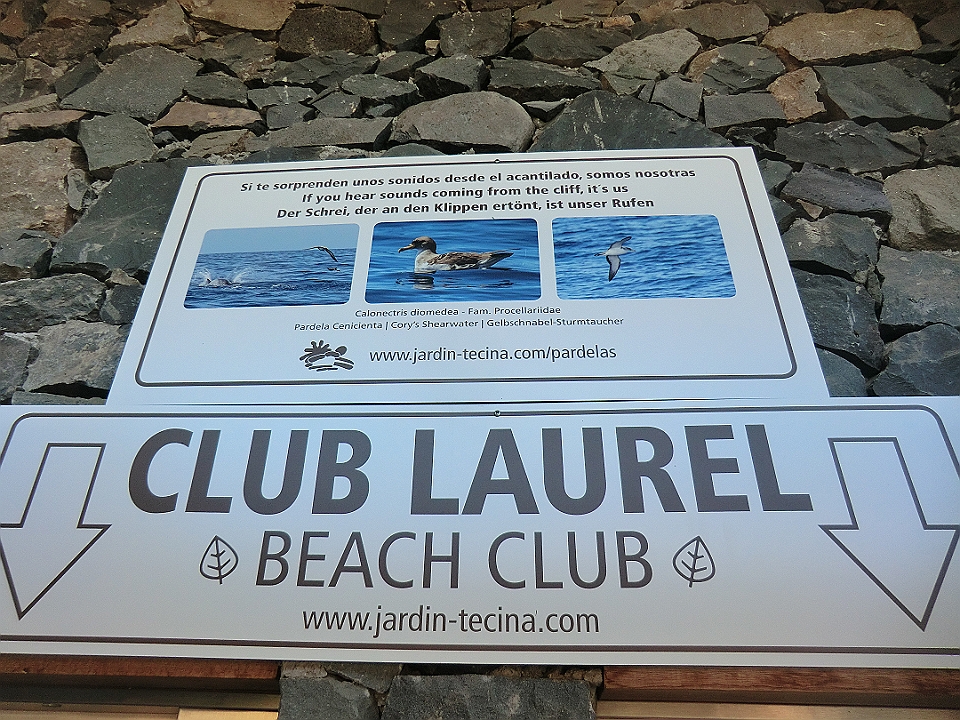 Si te sorprenden unos sonidos desde el acantilado, somos nosotras
If you hear sounds coming from the cliff, it´s us
Der Schrei, der an den Klippen ertönt, ist unser Rufen
Calonectris diomedea - Fam. Procellariidae
Pardela Cenicienta | Cory's Shearwater | Gelbschnabel-Sturmtaucher
www.jardin-tecina.com/pardelas
CLUB LAUREL
BEACH CLUB
www.jardin-tecina.com